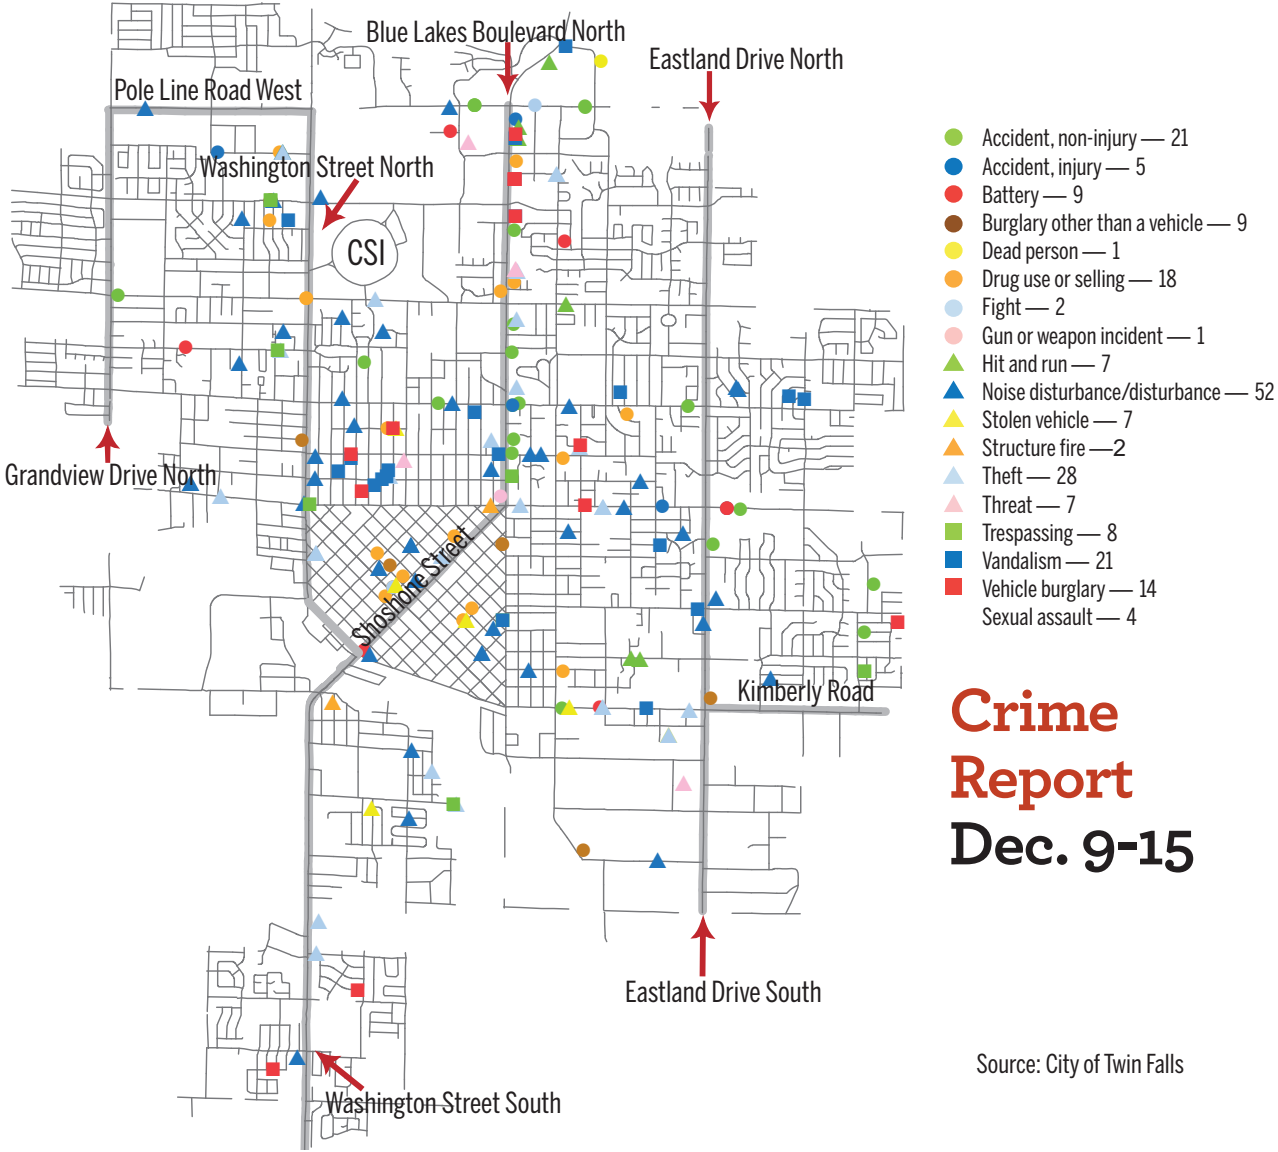 Blue Lakes Boulevard North
Eastland Drive North
Pole Line Road West
Washington Street North
CSI
Grandview Drive North
Shoshone Street
Kimberly Road
Eastland Drive South
Washington Street South
Accident, non-injury — 21
Accident, injury — 5
Battery — 9
Burglary other than a vehicle — 9
Dead person — 1
Drug use or selling — 18
Fight — 2
Gun or weapon incident — 1
Hit and run — 7
Noise disturbance/disturbance — 52
Stolen vehicle — 7
Structure fire —2
Theft — 28
Threat — 7
Trespassing — 8
Vandalism — 21
Vehicle burglary — 14
Sexual assault — 4
Crime
Report
Dec. 9-15
Source: City of Twin Falls